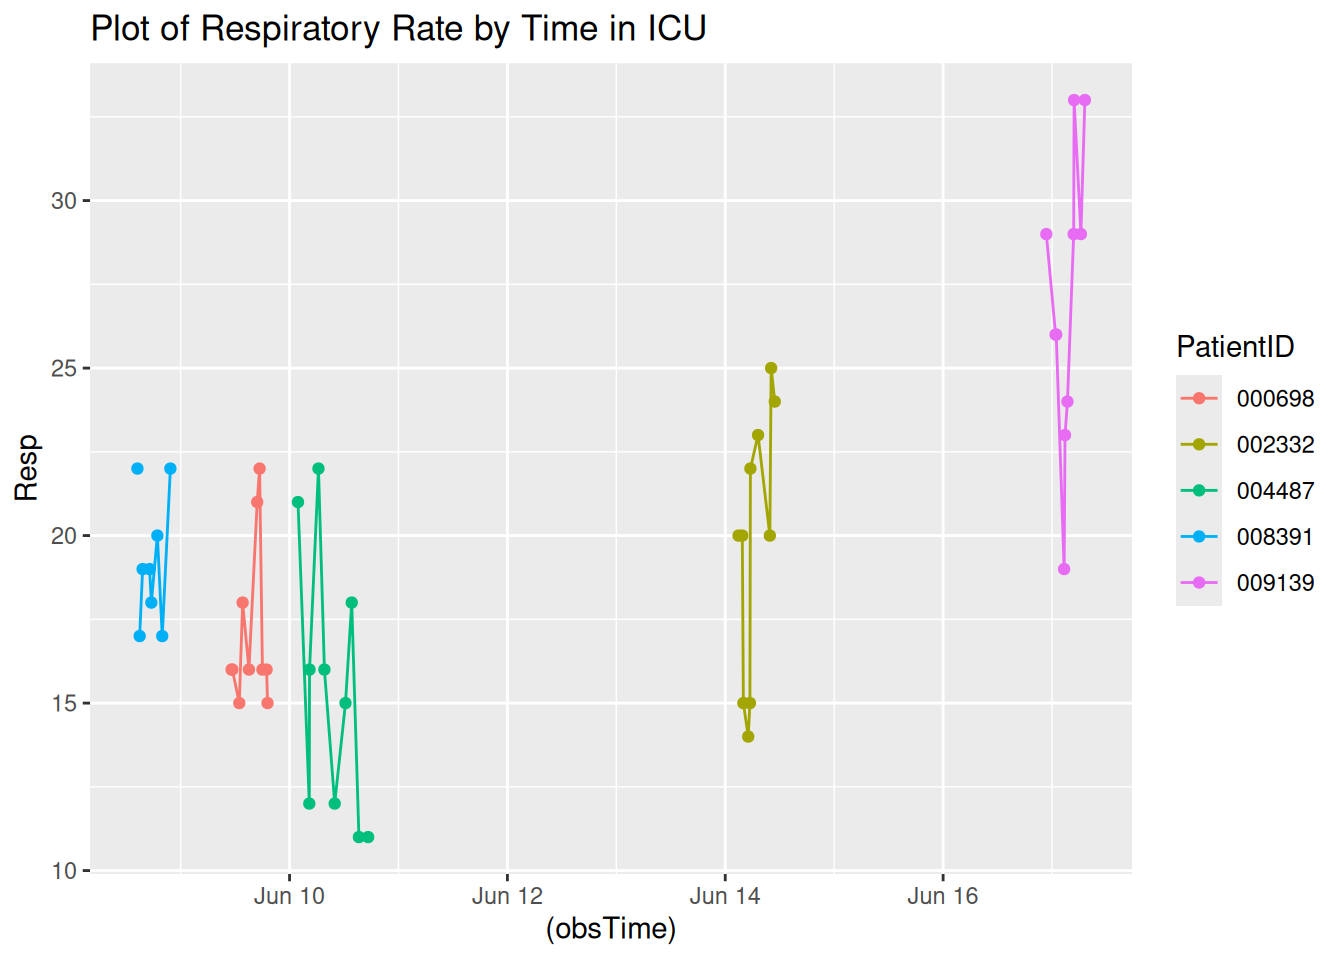 Plot of Respiratory Rate by Time in ICU
Resp
30
25
20
15
10
Jun 10 Jun 12 Jun 14 Jun 16
(obsTime)
PatientID
000698
002332
004487
008391
009139